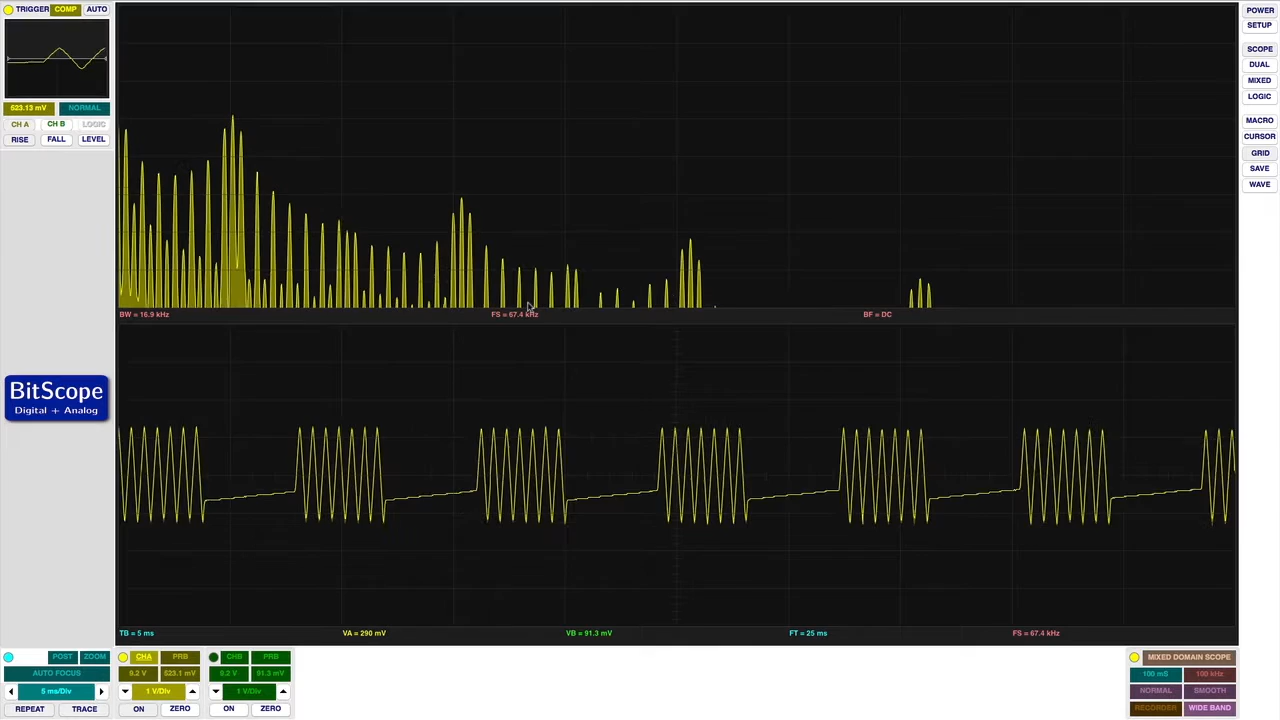 TRIGGER COMP AUTO
523.13 mV NORMAL
CH A CH B LOGIC
RISE FALL LEVEL
BitScope
Digital + Analog
POWER
SETUP
SCOPE
DUAL
MIXED
LOGIC
MACRO
CURSOR
GRID
SAVE
WAVE
BW = 16.9 kHz FS = 67.4 kHz BF = DC
TB = 5 ms VA = 290 mV VB = 91.3 mV FT = 25 ms FS = 67.4 kHz
POST ZOOM
AUTO FOCUS
5 ms/Div
REPEAT TRACE
CHA PRB
9.2 V 523.1 mV
1 V/Div
ON ZERO
CHB PRB
9.2 V 91.3 mV
1 V/Div
ON ZERO
MIXED DOMAIN SCOPE
100 mS 100 kHz
NORMAL SMOOTH
RECORDER WIDE BAND